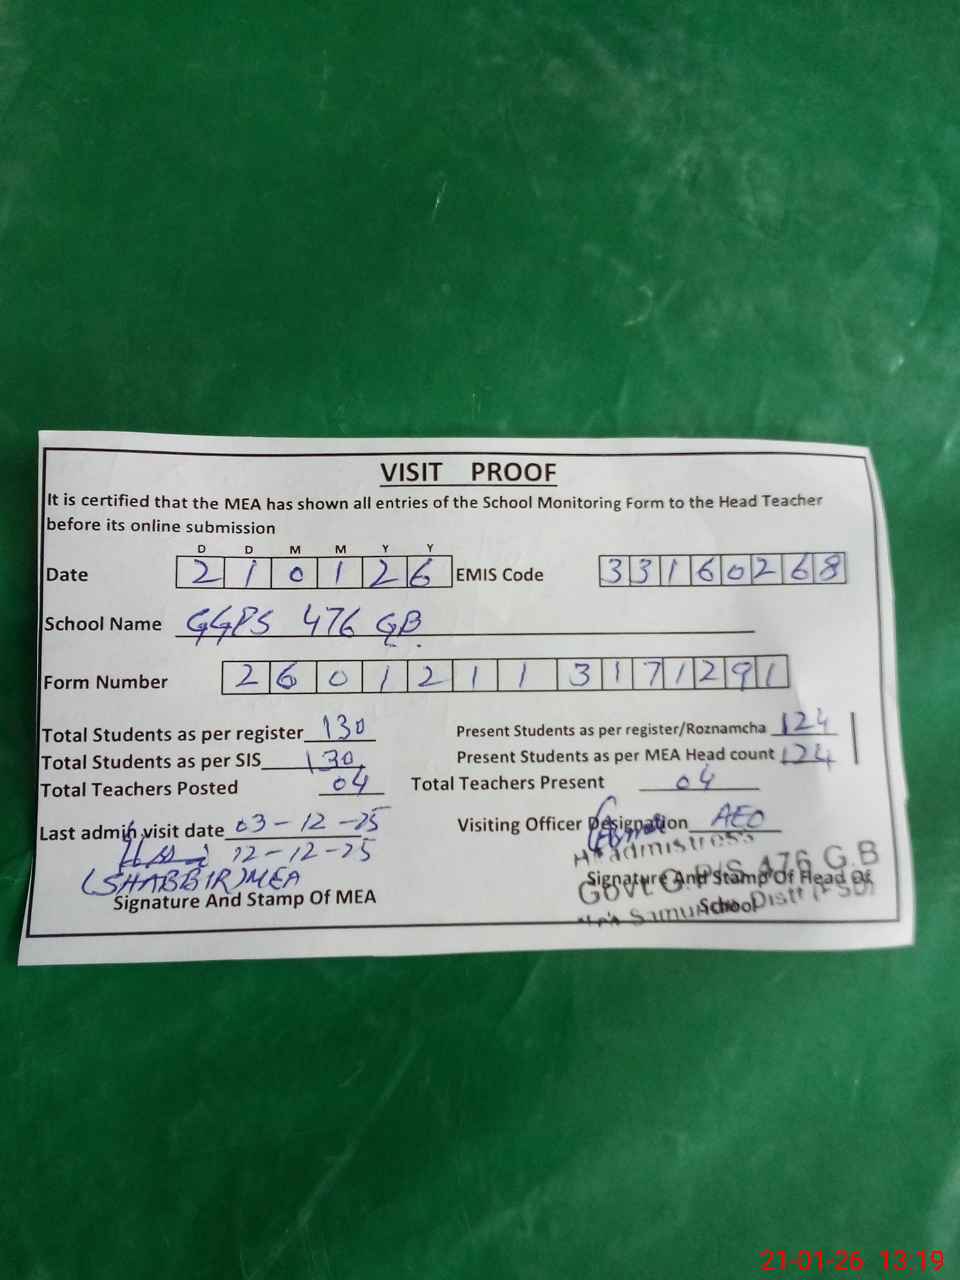 VISIT PROOF
It is certified that the MEA has shown all entries of the School Monitoring Form to the Head Teacher
before its online submission
D D M M Y Y
Date 2 1 0 1 2 6 EMIS Code 3 3 1 6 0 2 6 8
School Name GGPS 476 GB
Form Number 2 6 0 1 2 1 1 3 1 7 1 2 9 1
Total Students as per register 130 Present Students as per register/Roznamcha 124
Total Students as per SIS 130 Present Students as per MEA Head count 124
Total Teachers Posted 04 Total Teachers Present 04
Last admin visit date 03-12-25 Visiting Officer Designation AEO
12-12-25
Headmistress
(SHABBIR) MEA
Govt G.P/S 476 G.B
Signature And Stamp Of MEA
Signature And Stamp Of Head Of
School
Distt FSD
21-01-26 13:19